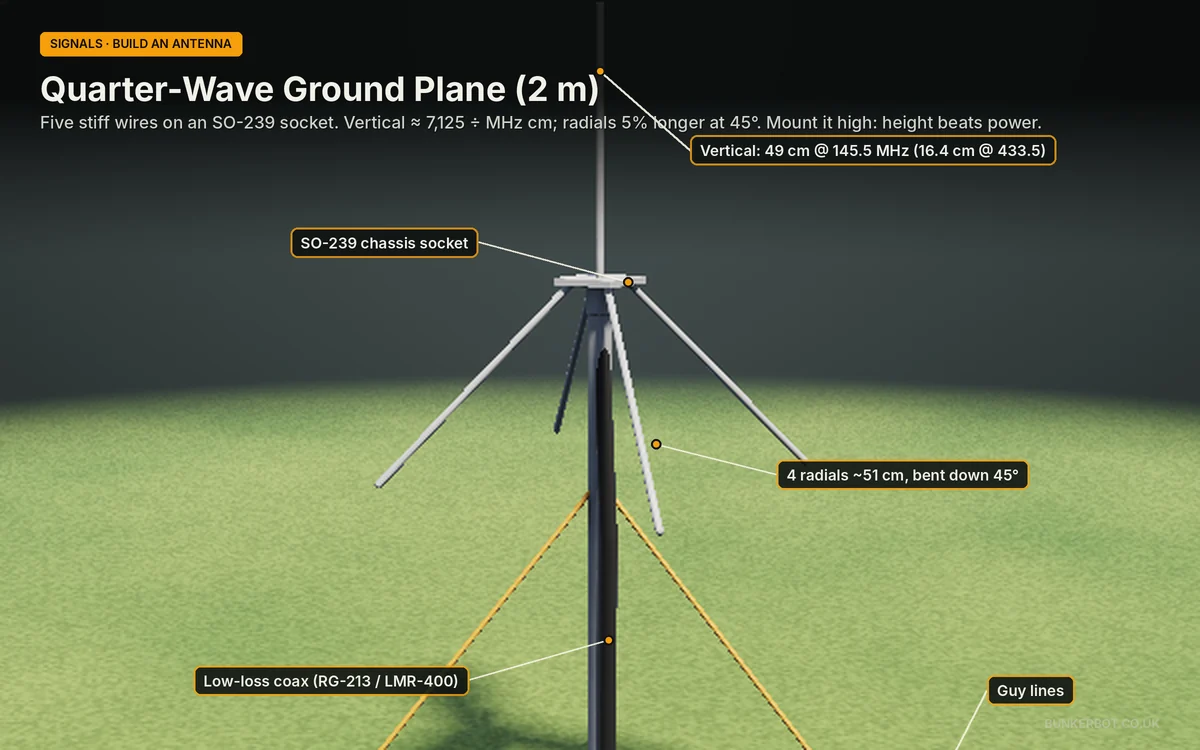 SIGNALS · BUILD AN ANTENNA
Quarter-Wave Ground Plane (2 m)
Five stiff wires on an SO-239 socket. Vertical ≈ 7,125 ÷ MHz cm; radials 5% longer at 45°. Mount it high: height beats power.
Vertical: 49 cm @ 145.5 MHz (16.4 cm @ 433.5)
SO-239 chassis socket
4 radials ~51 cm, bent down 45°
Low-loss coax (RG-213 / LMR-400)
Guy lines
BUNKERBOT.CO.UK